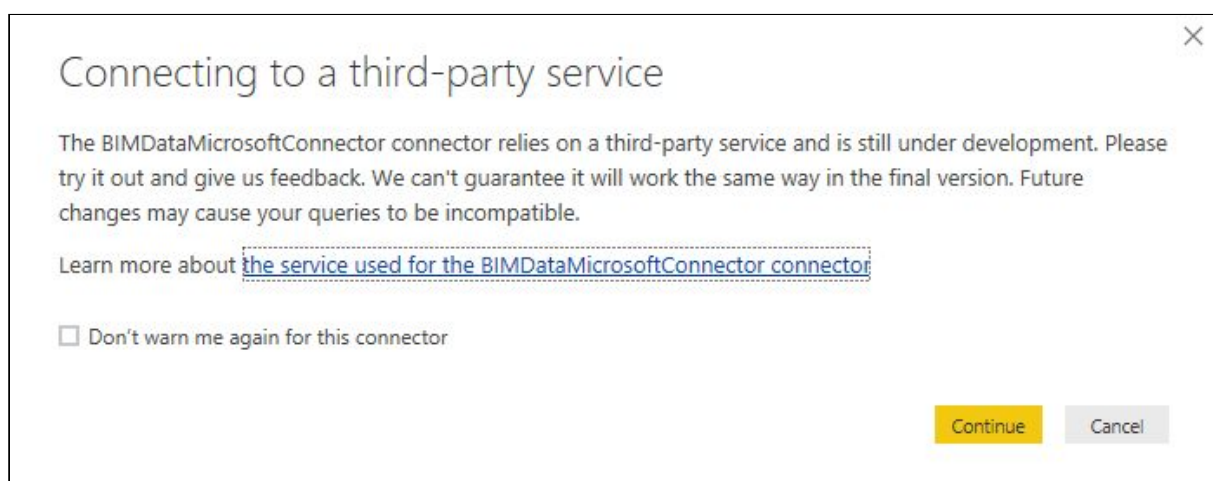 Connecting to a third-party service
The BIMDataMicrosoftConnector connector relies on a third-party service and is still under development. Please
try it out and give us feedback. We can't guarantee it will work the same way in the final version. Future
changes may cause your queries to be incompatible.
Learn more about the service used for the BIMDataMicrosoftConnector connector
Don't warn me again for this connector
Continue Cancel